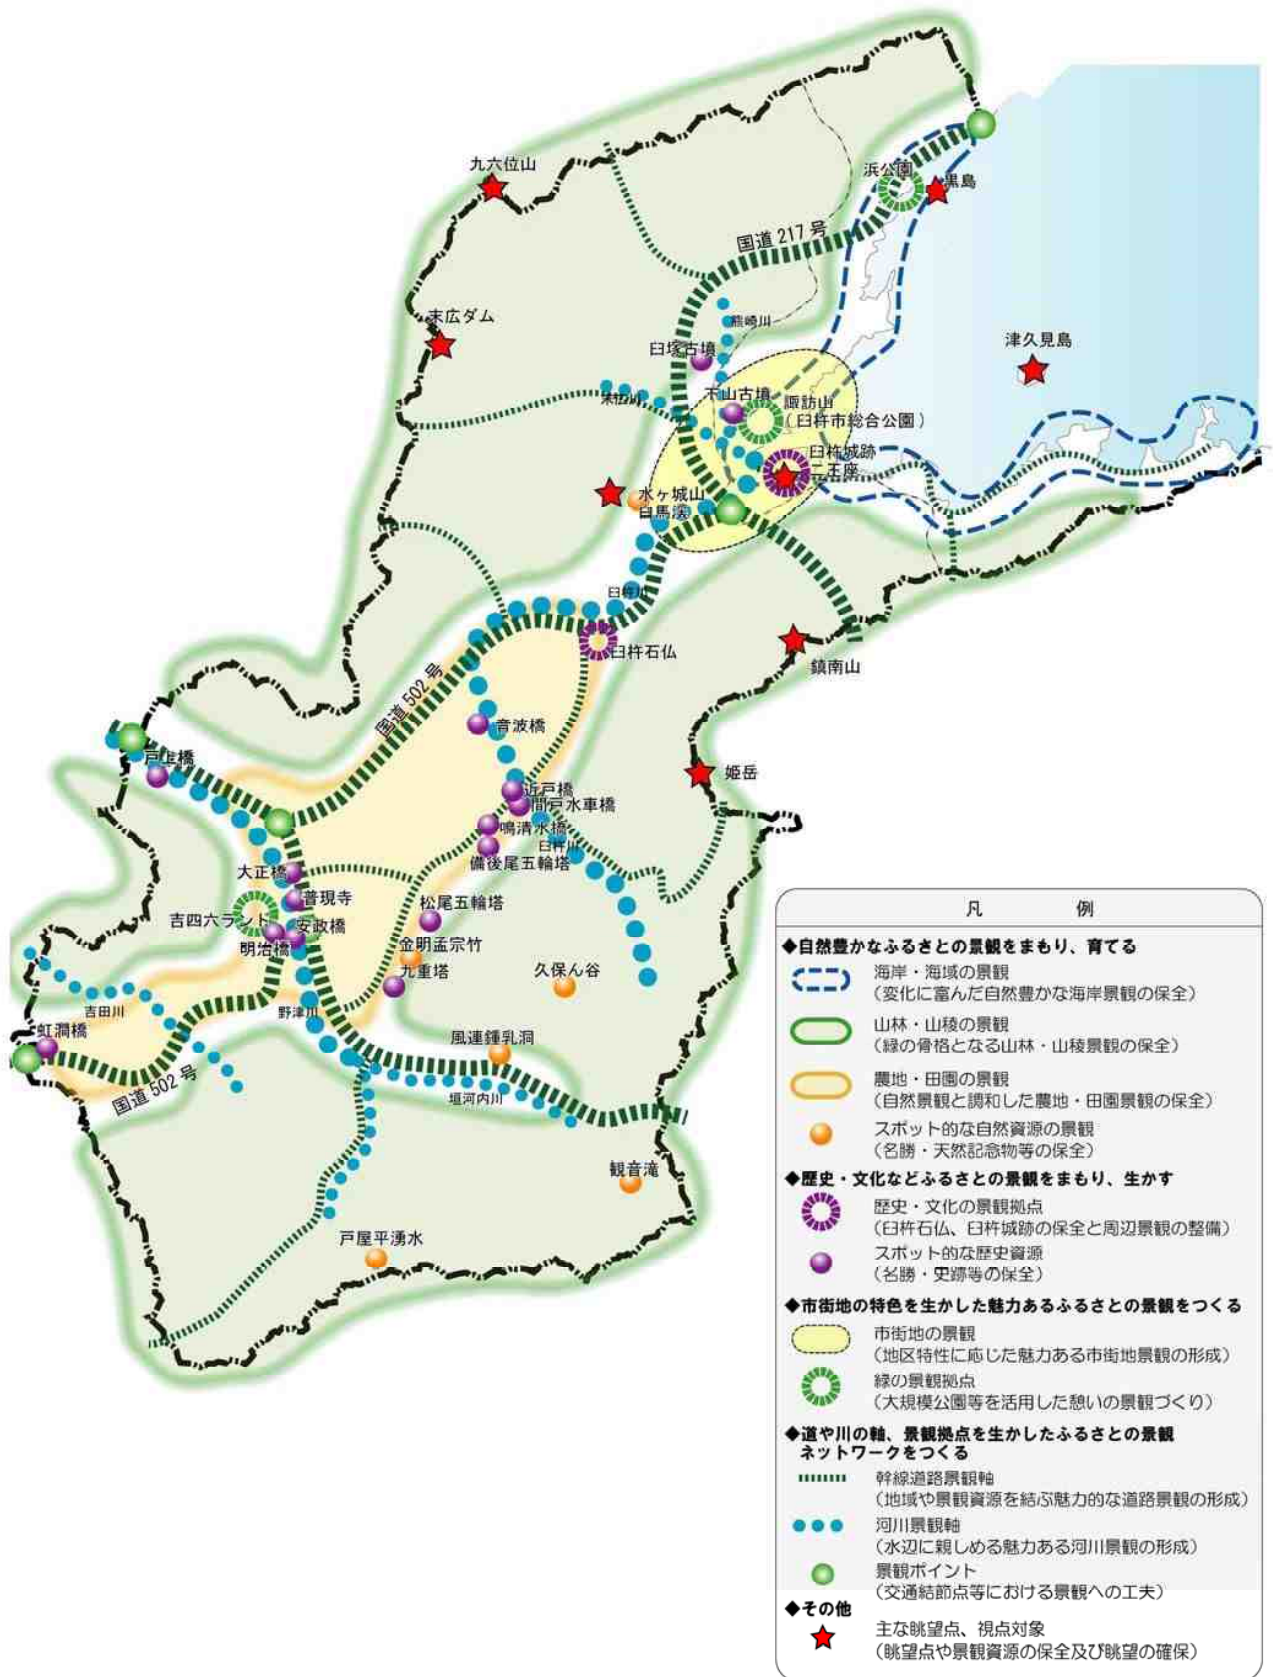 九六位山
浜公園
黒島
国道 217 号
末広ダム
熊崎川
津久見島
臼塚古墳
末広川
下山古墳
諏訪山
（臼杵市総合公園）
臼杵城跡
二王座
水ヶ城山
白馬渓
臼杵川
臼杵石仏
鎮南山
国道 502 号
音波橋
戸上橋
姫岳
近戸橋
間戸水車橋
鳴清水橋
臼杵川
備後尾五輪塔
大正橋
普現寺
松尾五輪塔
吉四六ランド
安政橋
明治橋
金明孟宗竹
九重塔
久保ん谷
吉田川
野津川
虹澗橋
風連鍾乳洞
国道 502 号
垣河内川
観音滝
戸屋平湧水
凡　例
◆自然豊かなふるさとの景観をまもり、育てる
海岸・海域の景観
（変化に富んだ自然豊かな海岸景観の保全）
山林・山稜の景観
（緑の骨格となる山林・山稜景観の保全）
農地・田園の景観
（自然景観と調和した農地・田園景観の保全）
スポット的な自然資源の景観
（名勝・天然記念物等の保全）
◆歴史・文化などふるさとの景観をまもり、生かす
歴史・文化の景観拠点
（臼杵石仏、臼杵城跡の保全と周辺景観の整備）
スポット的な歴史資源
（名勝・史跡等の保全）
◆市街地の特色を生かした魅力あるふるさとの景観をつくる
市街地の景観
（地区特性に応じた魅力ある市街地景観の形成）
緑の景観拠点
（大規模公園等を活用した憩いの景観づくり）
◆道や川の軸、景観拠点を生かしたふるさとの景観
ネットワークをつくる
幹線道路景観軸
（地域や景観資源を結ぶ魅力的な道路景観の形成）
河川景観軸
（水辺に親しめる魅力ある河川景観の形成）
景観ポイント
（交通結節点等における景観への工夫）
◆その他
主な眺望点、視点対象
（眺望点や景観資源の保全及び眺望の確保）